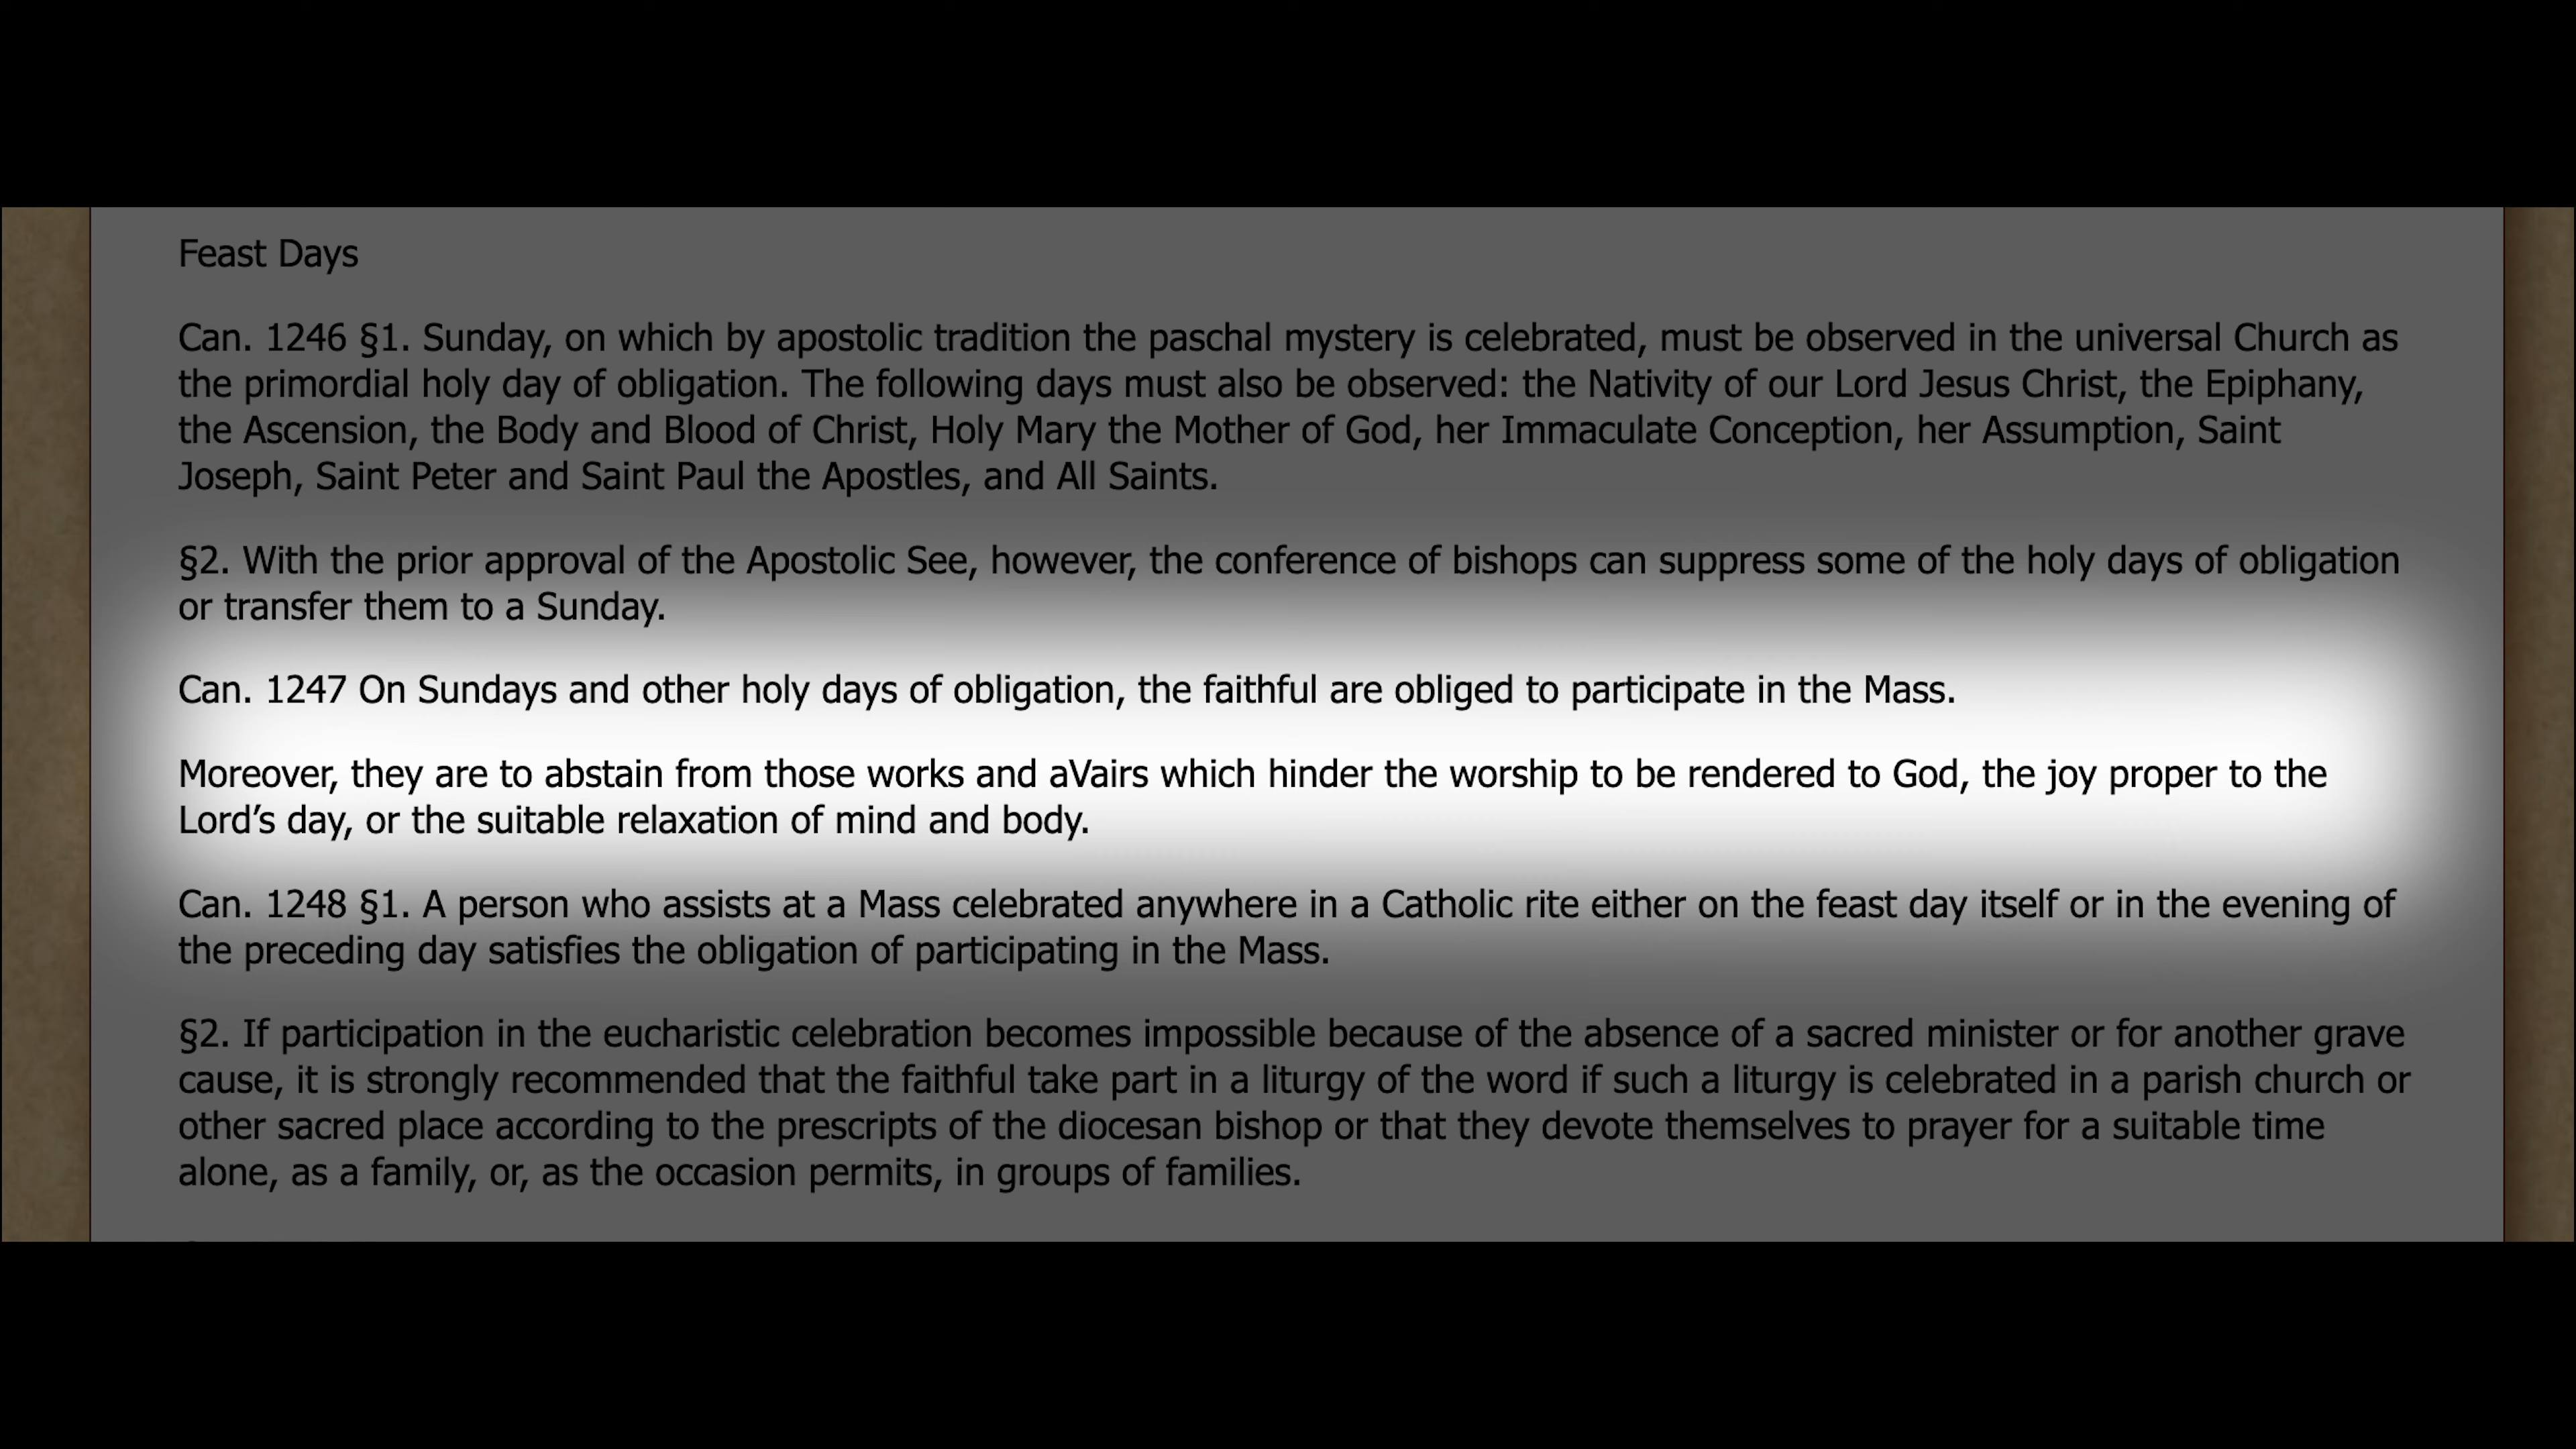 Feast Days
Can. 1246 §1. Sunday, on which by apostolic tradition the paschal mystery is celebrated, must be observed in the universal Church as
the primordial holy day of obligation. The following days must also be observed: the Nativity of our Lord Jesus Christ, the Epiphany,
the Ascension, the Body and Blood of Christ, Holy Mary the Mother of God, her Immaculate Conception, her Assumption, Saint
Joseph, Saint Peter and Saint Paul the Apostles, and All Saints.
§2. With the prior approval of the Apostolic See, however, the conference of bishops can suppress some of the holy days of obligation
or transfer them to a Sunday.
Can. 1247 On Sundays and other holy days of obligation, the faithful are obliged to participate in the Mass.
Moreover, they are to abstain from those works and aVairs which hinder the worship to be rendered to God, the joy proper to the
Lord’s day, or the suitable relaxation of mind and body.
Can. 1248 §1. A person who assists at a Mass celebrated anywhere in a Catholic rite either on the feast day itself or in the evening of
the preceding day satisfies the obligation of participating in the Mass.
§2. If participation in the eucharistic celebration becomes impossible because of the absence of a sacred minister or for another grave
cause, it is strongly recommended that the faithful take part in a liturgy of the word if such a liturgy is celebrated in a parish church or
other sacred place according to the prescripts of the diocesan bishop or that they devote themselves to prayer for a suitable time
alone, as a family, or, as the occasion permits, in groups of families.